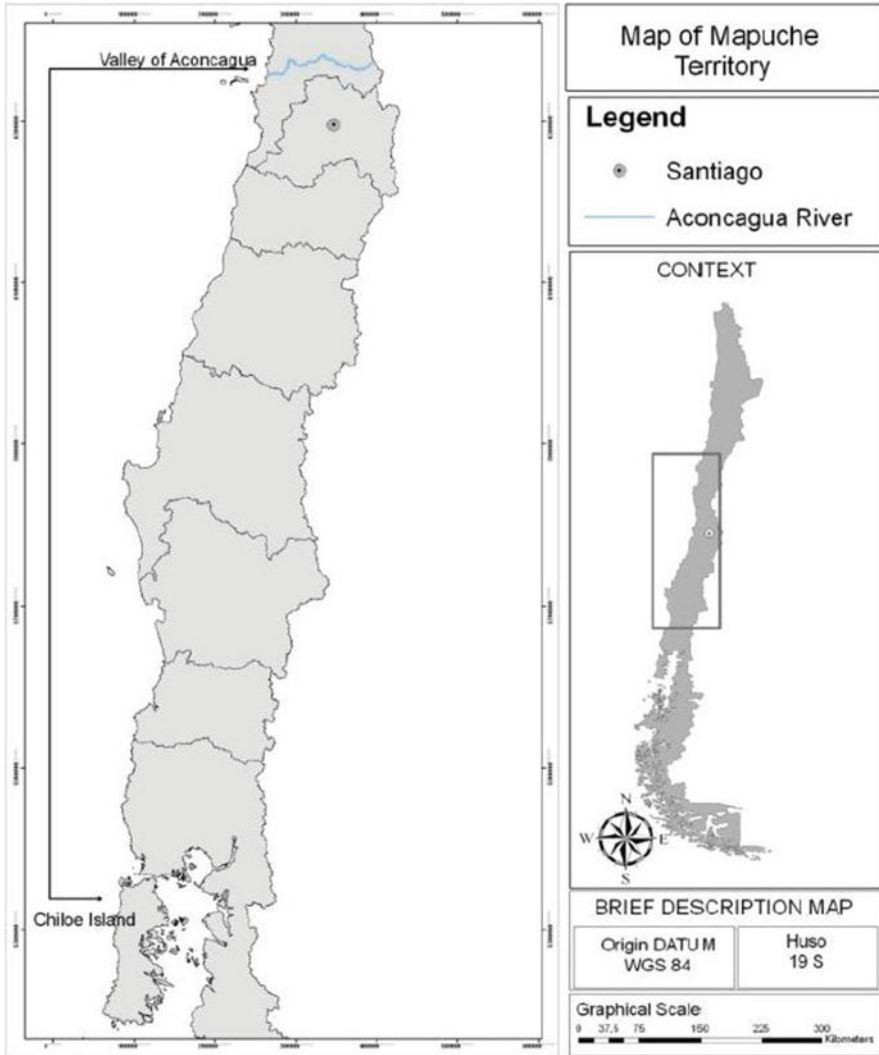 Valley of Aconcagua
Chiloe Island
Map of Mapuche
Territory
Legend
Santiago
Aconcagua River
CONTEXT
N
W
E
S
BRIEF DESCRIPTION MAP
Origin DATU M
WGS 84
Huso
19 S
Graphical Scale
0 37,5 75 150 225 300
Kilometers